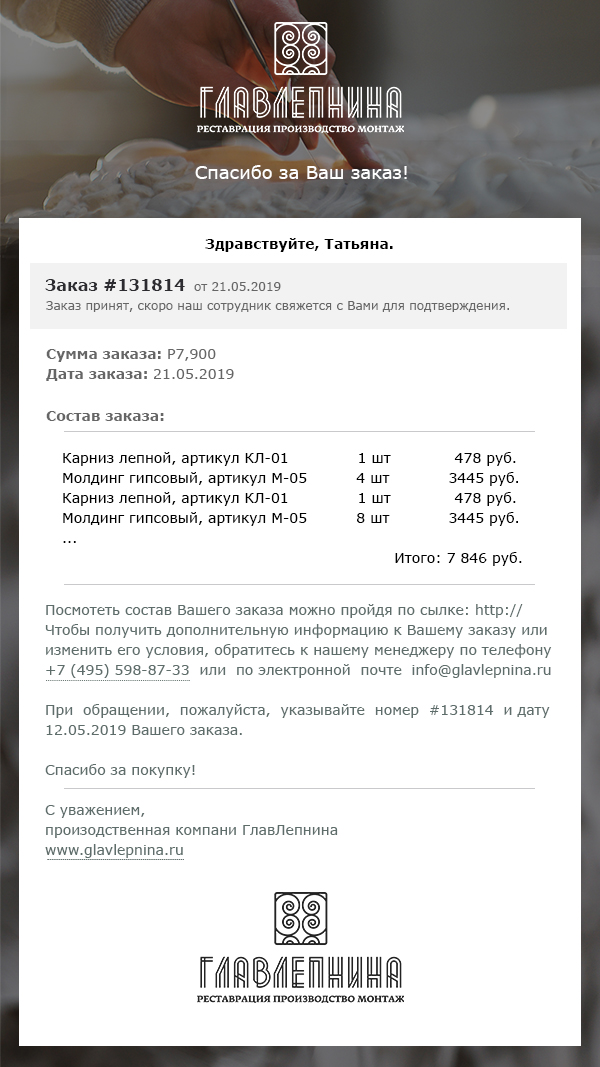 ГЛАВЛЕПНИНА
РЕСТАВРАЦИЯ ПРОИЗВОДСТВО МОНТАЖ
Спасибо за Ваш заказ!
Здравствуйте, Татьяна.
Заказ #131814 от 21.05.2019
Заказ принят, скоро наш сотрудник свяжется с Вами для подтверждения.
Сумма заказа: P7,900
Дата заказа: 21.05.2019
Состав заказа:
Карниз лепной, артикул КЛ-01 1 шт 478 руб.
Молдинг гипсовый, артикул М-05 4 шт 3445 руб.
Карниз лепной, артикул КЛ-01 1 шт 478 руб.
Молдинг гипсовый, артикул М-05 8 шт 3445 руб.
...
Итого: 7 846 руб.
Посмотеть состав Вашего заказа можно пройдя по сылке: http://
Чтобы получить дополнительную информацию к Вашему заказу или
изменить его условия, обратитесь к нашему менеджеру по телефону
+7 (495) 598-87-33 или по электронной почте info@glavlepnina.ru
При обращении, пожалуйста, указывайте номер #131814 и дату
12.05.2019 Вашего заказа.
Спасибо за покупку!
С уважением,
произодственная компани ГлавЛепнина
www.glavlepnina.ru
ГЛАВЛЕПНИНА
РЕСТАВРАЦИЯ ПРОИЗВОДСТВО МОНТАЖ